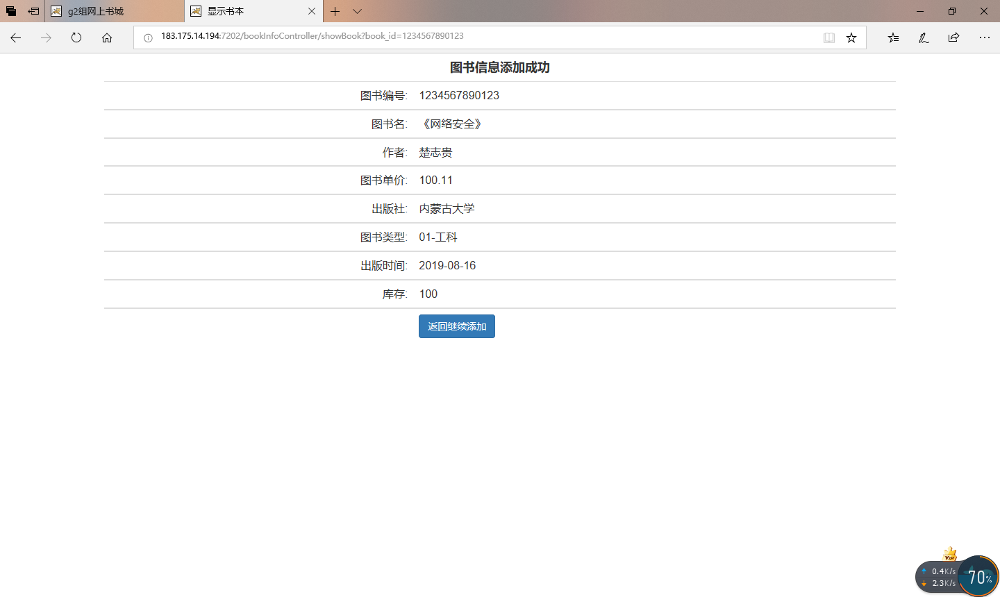 g2组网上书城
显示书本
183.175.14.194:7202/bookInfoController/showBook?book_id=1234567890123
图书信息添加成功
图书编号: 1234567890123
图书名: 《网络安全》
作者: 楚志贵
图书单价: 100.11
出版社: 内蒙古大学
图书类型: 01-工科
出版时间: 2019-08-16
库存: 100
返回继续添加
VIP
0.4K/s
2.3K/s
70%